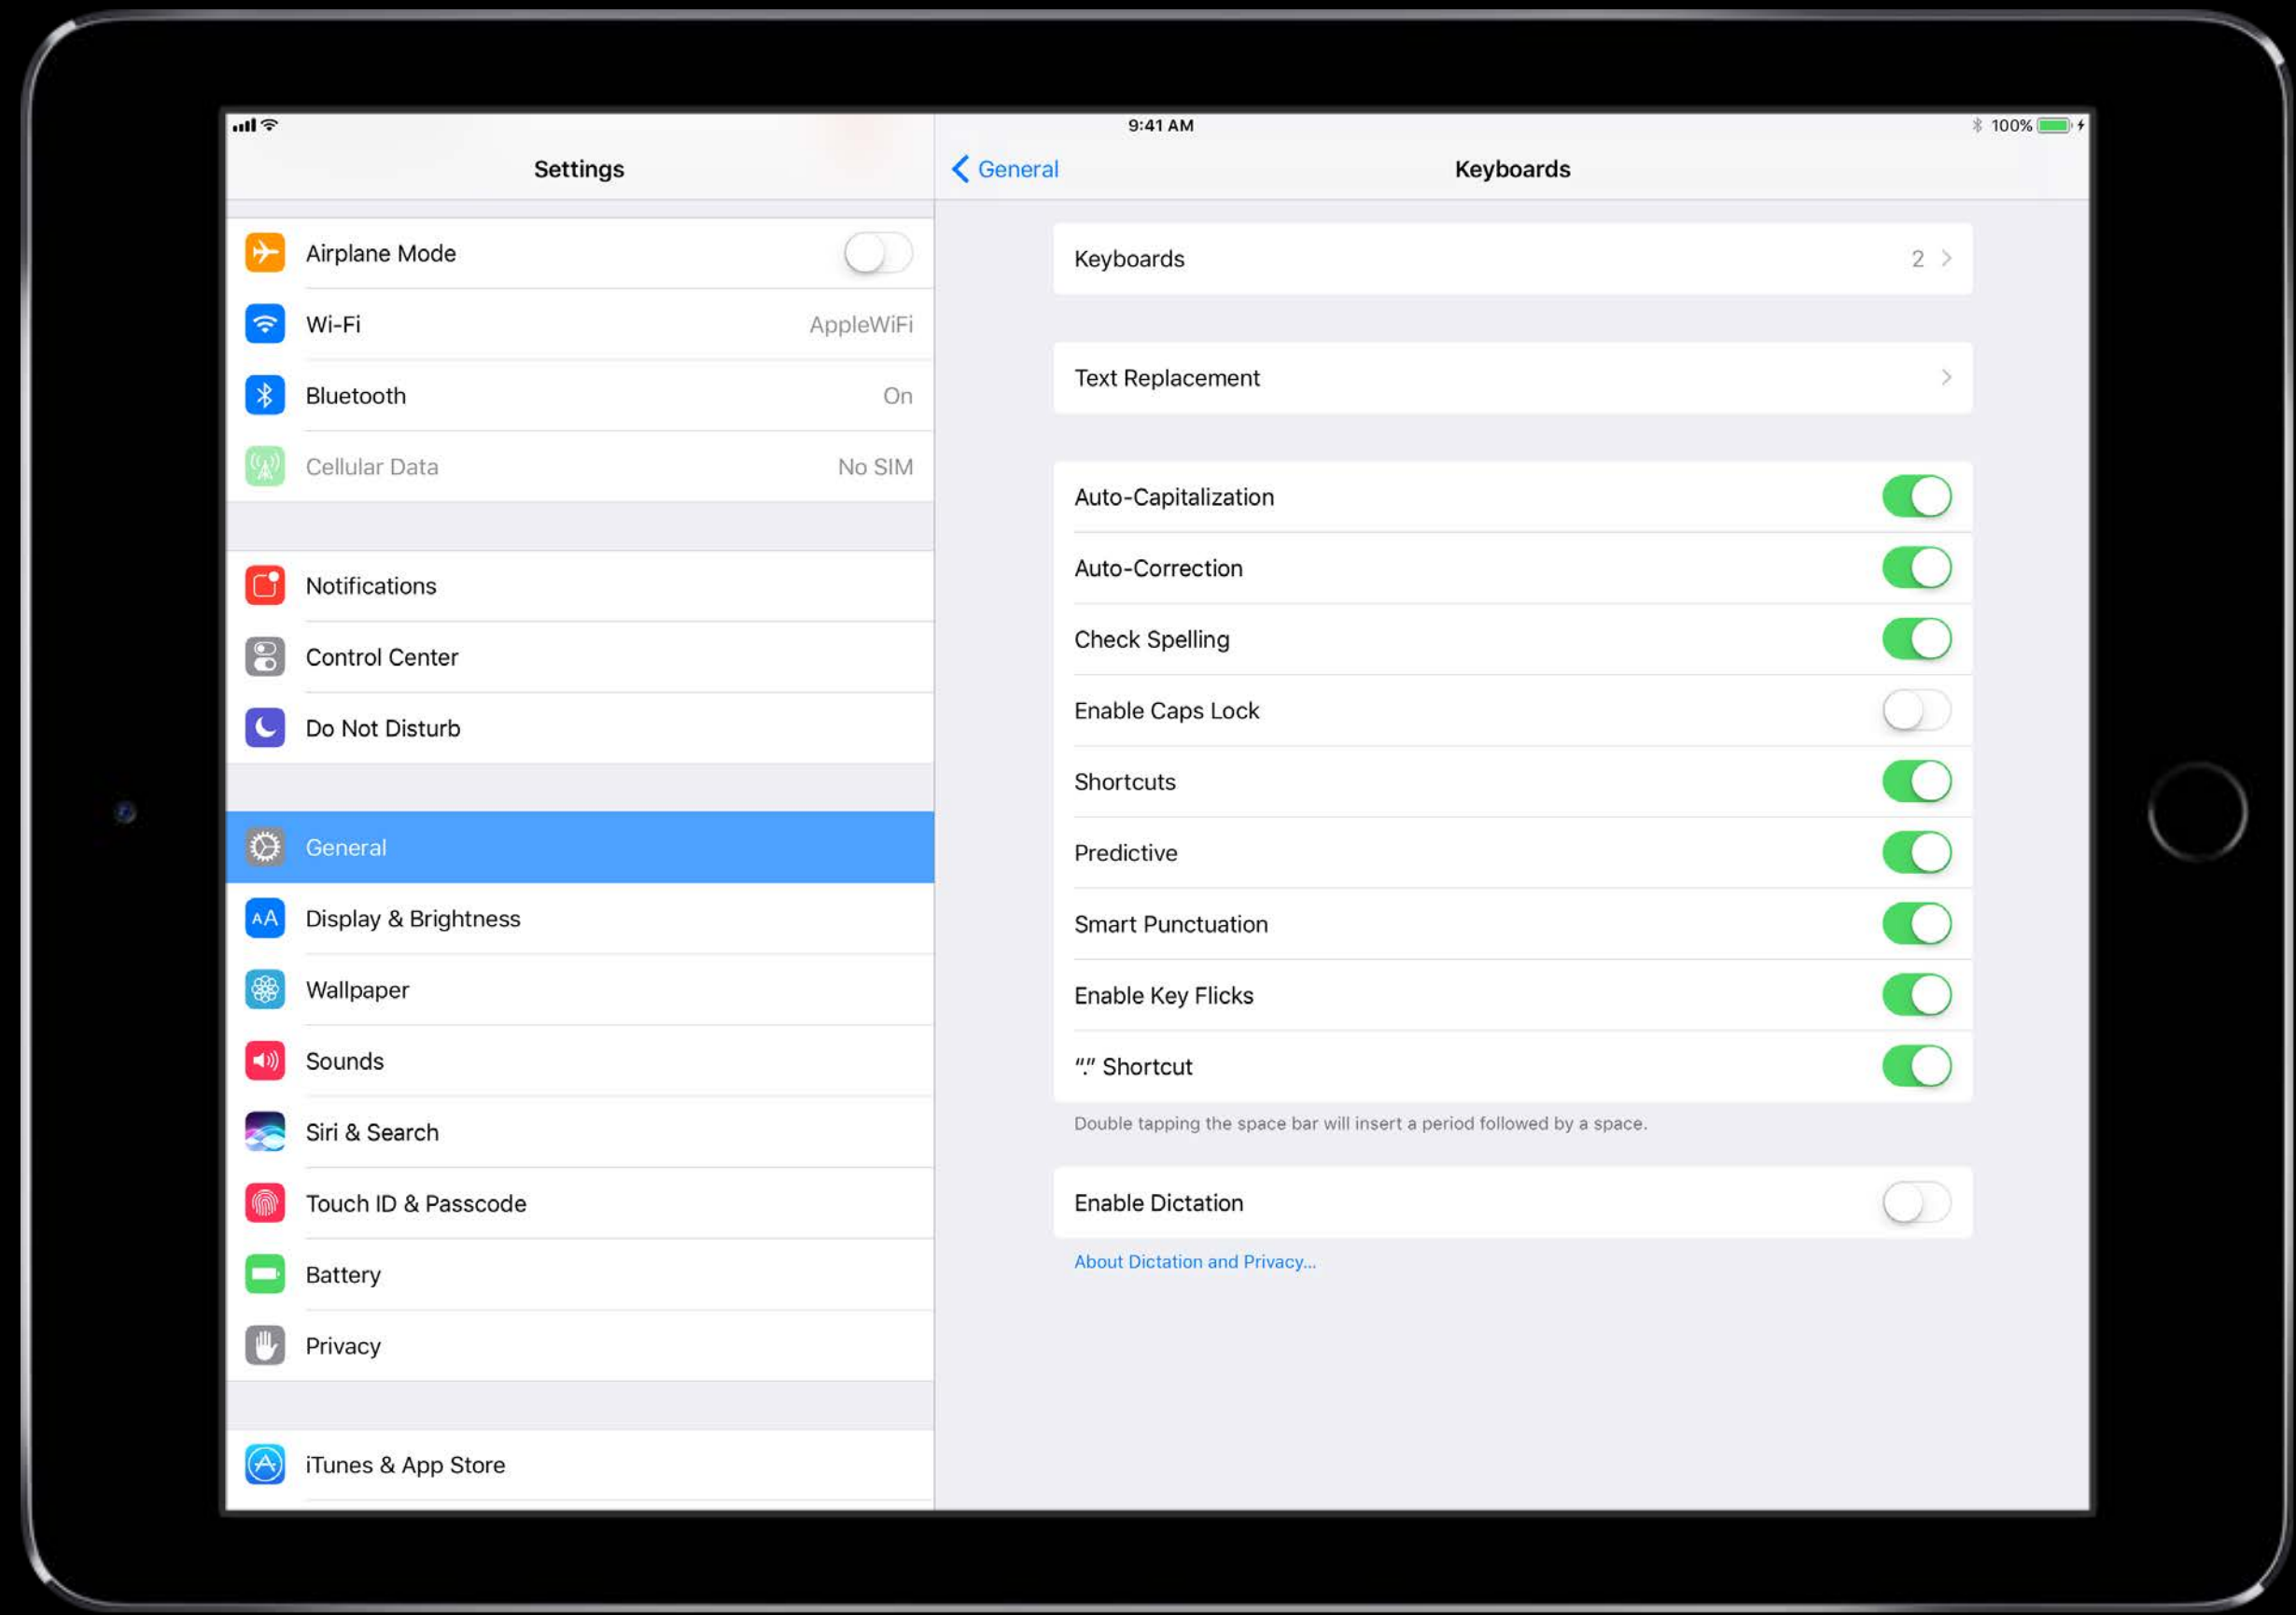 9:41 AM
100%
Settings
General
Keyboards
Airplane Mode
Wi-Fi AppleWiFi
Bluetooth On
Cellular Data No SIM
Notifications
Control Center
Do Not Disturb
General
AA Display & Brightness
Wallpaper
Sounds
Siri & Search
Touch ID & Passcode
Battery
Privacy
iTunes & App Store
Keyboards 2
Text Replacement
Auto-Capitalization
Auto-Correction
Check Spelling
Enable Caps Lock
Shortcuts
Predictive
Smart Punctuation
Enable Key Flicks
“.” Shortcut
Double tapping the space bar will insert a period followed by a space.
Enable Dictation
About Dictation and Privacy...